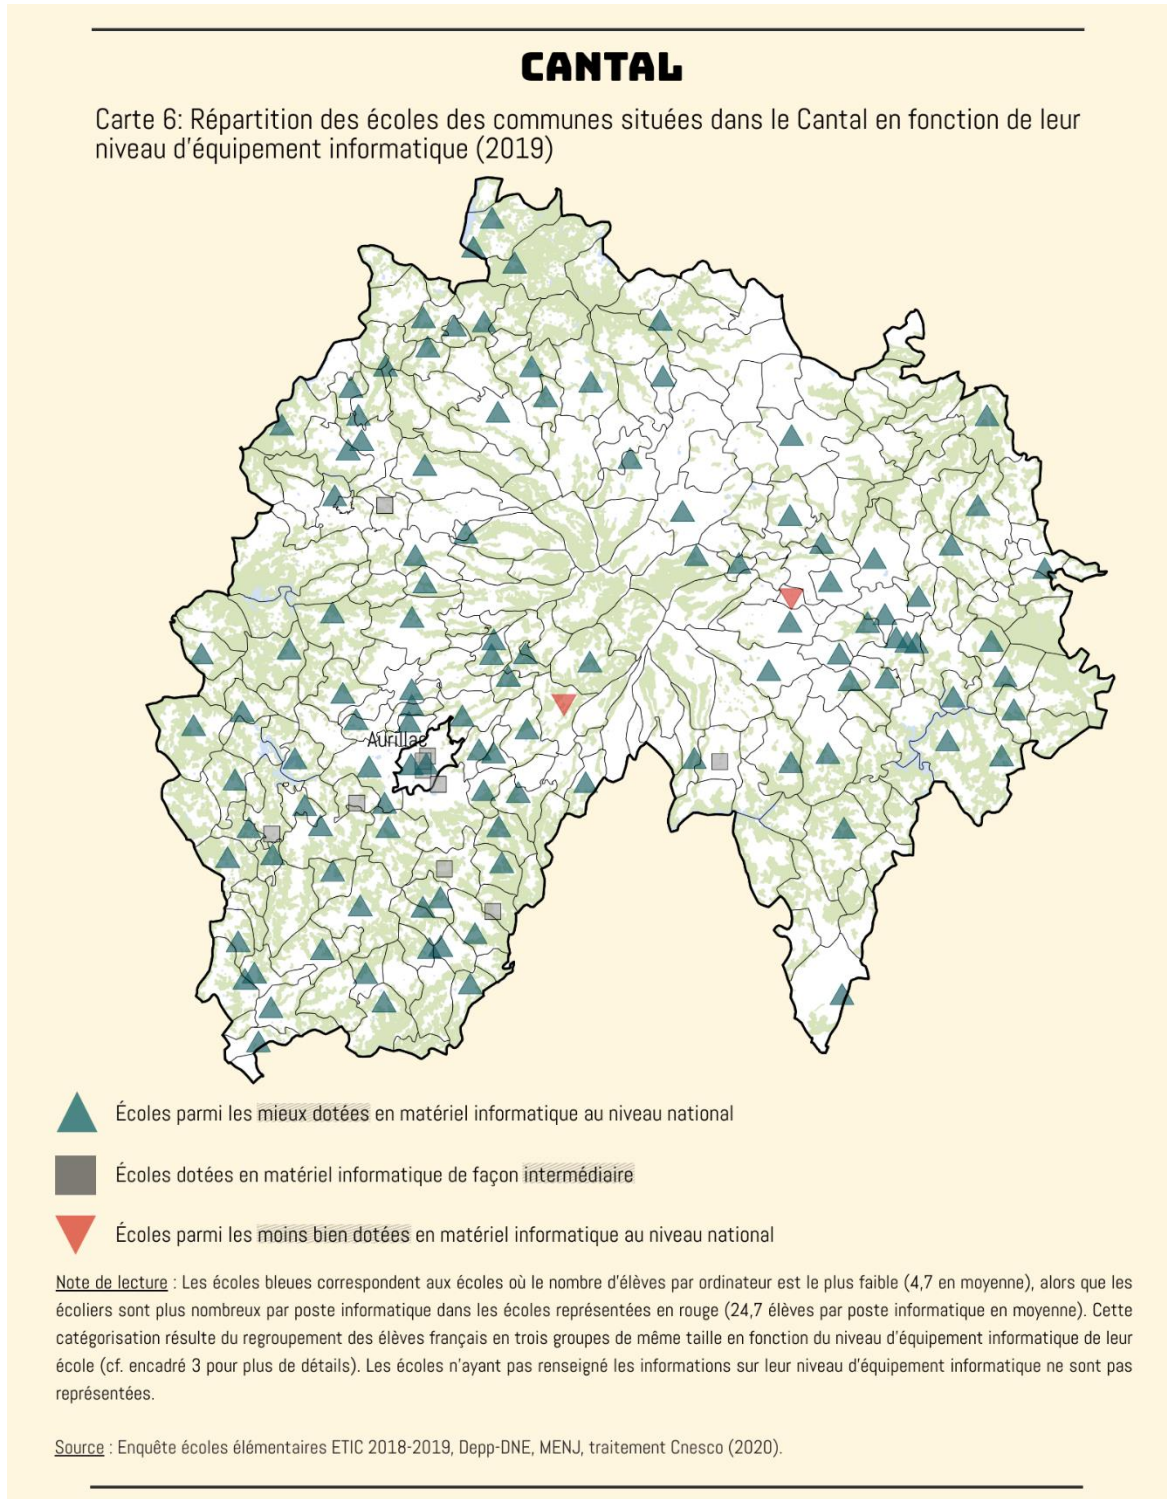 CANTAL
Carte 6: Répartition des écoles des communes situées dans le Cantal en fonction de leur
niveau d'équipement informatique (2019)
Aurillac
Écoles parmi les mieux dotées en matériel informatique au niveau national
Écoles dotées en matériel informatique de façon intermédiaire
Écoles parmi les moins bien dotées en matériel informatique au niveau national
Note de lecture : Les écoles bleues correspondent aux écoles où le nombre d'élèves par ordinateur est le plus faible (4,7 en moyenne), alors que les
écoliers sont plus nombreux par poste informatique dans les écoles représentées en rouge (24,7 élèves par poste informatique en moyenne). Cette
catégorisation résulte du regroupement des élèves français en trois groupes de même taille en fonction du niveau d'équipement informatique de leur
école (cf. encadré 3 pour plus de détails). Les écoles n'ayant pas renseigné les informations sur leur niveau d'équipement informatique ne sont pas
représentées.
Source : Enquête écoles élémentaires ETIC 2018-2019, Depp-DNE, MENJ, traitement Cnesco (2020).